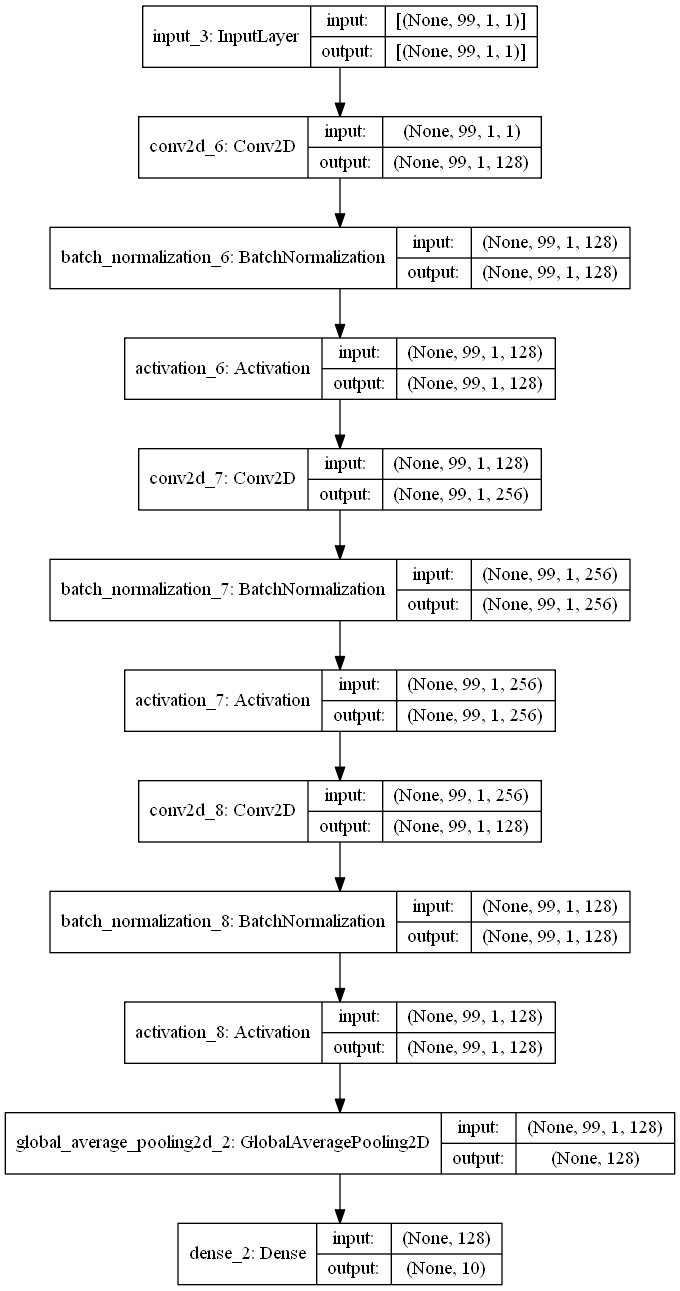 input_3: InputLayer
input: [(None, 99, 1, 1)]
output: [(None, 99, 1, 1)]
conv2d_6: Conv2D
input: (None, 99, 1, 1)
output: (None, 99, 1, 128)
batch_normalization_6: BatchNormalization
input: (None, 99, 1, 128)
output: (None, 99, 1, 128)
activation_6: Activation
input: (None, 99, 1, 128)
output: (None, 99, 1, 128)
conv2d_7: Conv2D
input: (None, 99, 1, 128)
output: (None, 99, 1, 256)
batch_normalization_7: BatchNormalization
input: (None, 99, 1, 256)
output: (None, 99, 1, 256)
activation_7: Activation
input: (None, 99, 1, 256)
output: (None, 99, 1, 256)
conv2d_8: Conv2D
input: (None, 99, 1, 256)
output: (None, 99, 1, 128)
batch_normalization_8: BatchNormalization
input: (None, 99, 1, 128)
output: (None, 99, 1, 128)
activation_8: Activation
input: (None, 99, 1, 128)
output: (None, 99, 1, 128)
global_average_pooling2d_2: GlobalAveragePooling2D
input: (None, 99, 1, 128)
output: (None, 128)
dense_2: Dense
input: (None, 128)
output: (None, 10)